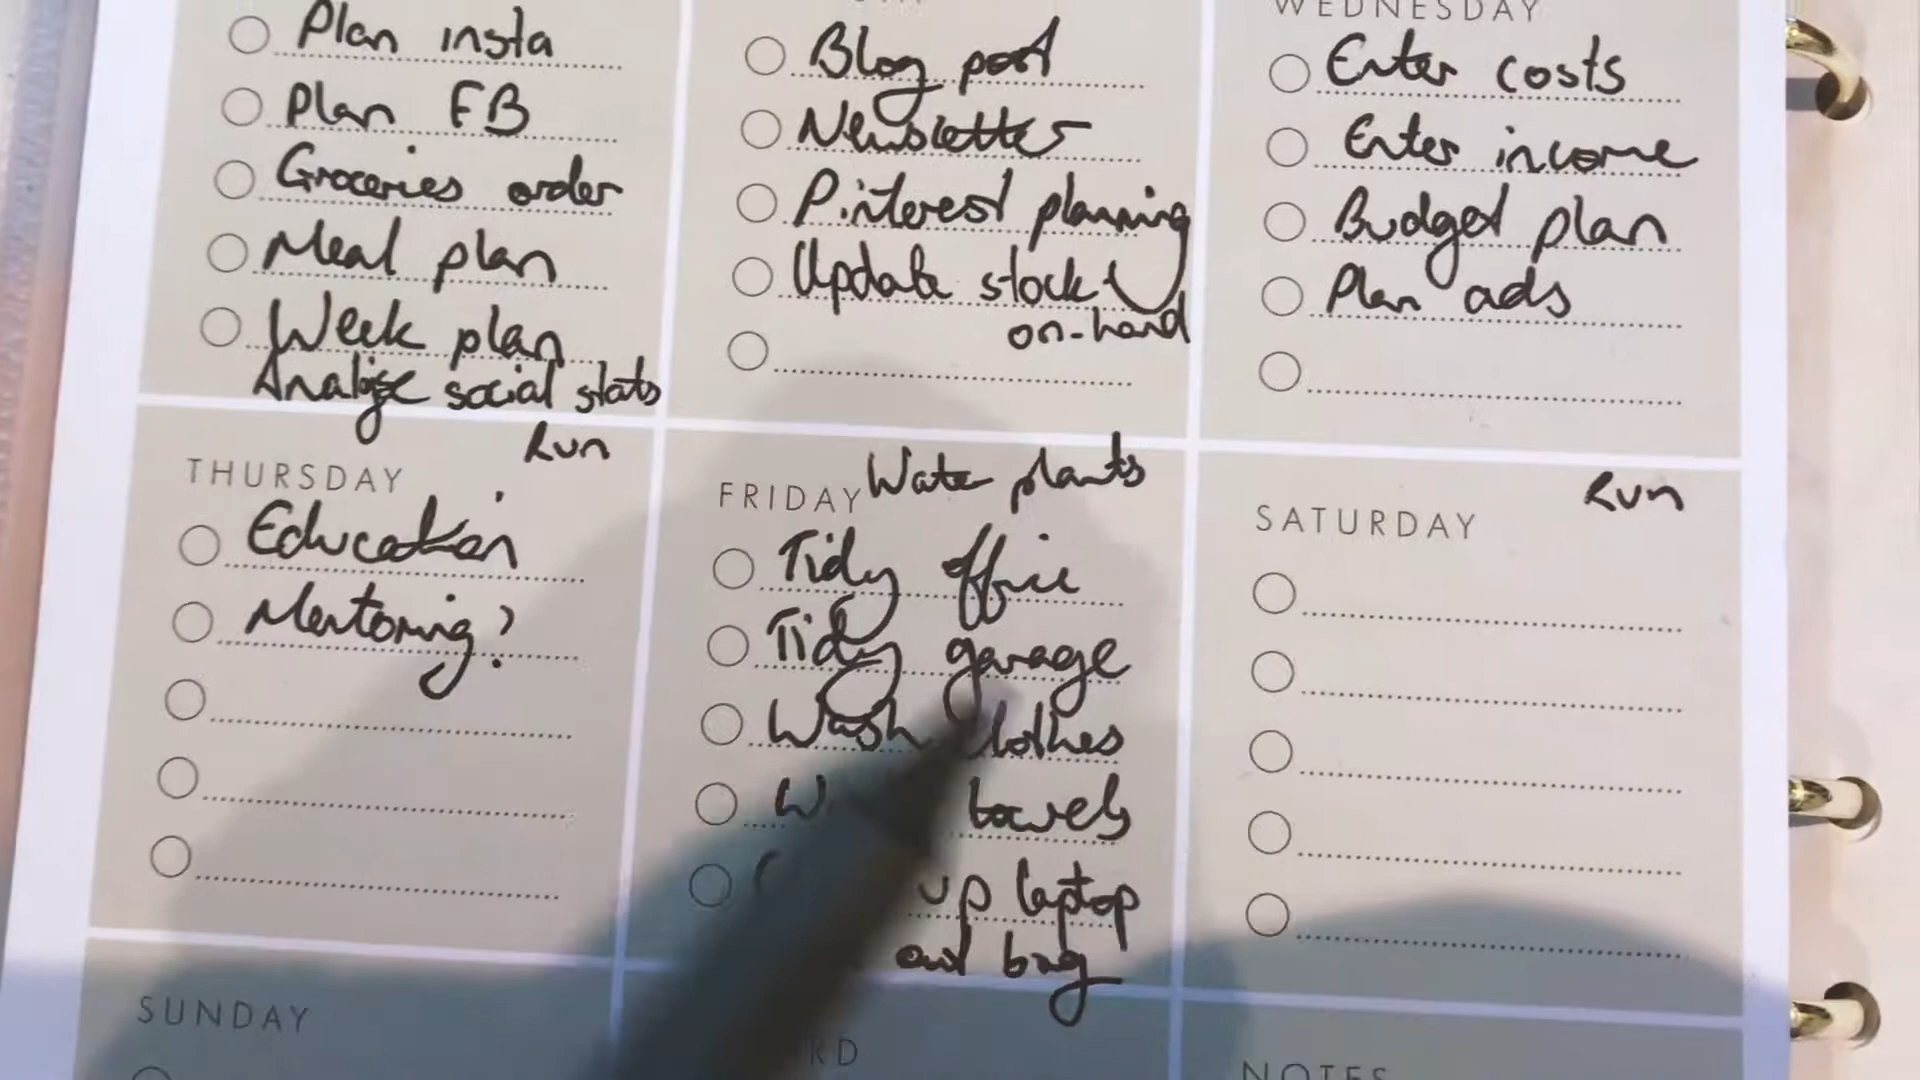 Plan insta
Plan FB
Groceries order
Meal plan
Week plan
Analise social stats
Blog post
Newsletter
Pinterest planning
Update stock
on-hand
WEDNESDAY
Enter costs
Enter income
Budget plan
Plan ads
THURSDAY
Run
Education
Mentoring?
FRIDAY Water plants
Tidy office
Tidy garage
Wash clothes
towels
up laptop
and bag
SATURDAY
Run
SUNDAY
NOTES